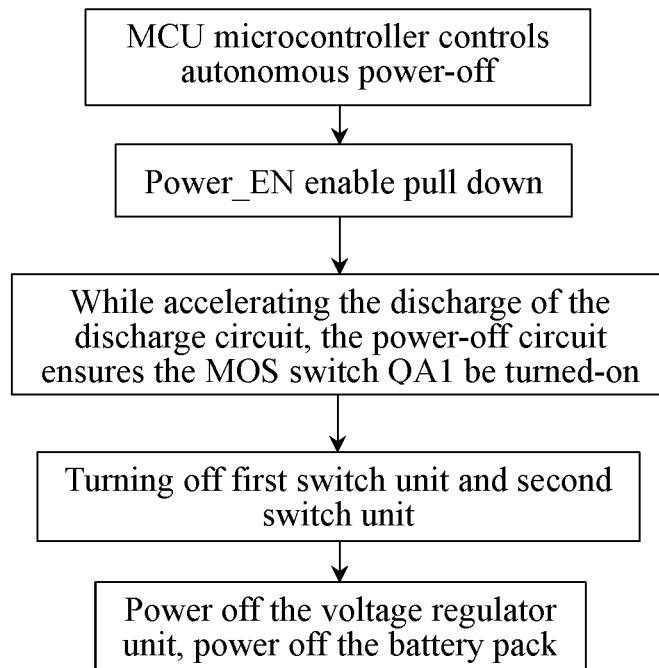 MCU microcontroller controls
autonomous power-off
Power_EN enable pull down
While accelerating the discharge of the
discharge circuit, the power-off circuit
ensures the MOS switch QA1 be turned-on
Turning off first switch unit and second
switch unit
Power off the voltage regulator
unit, power off the battery pack